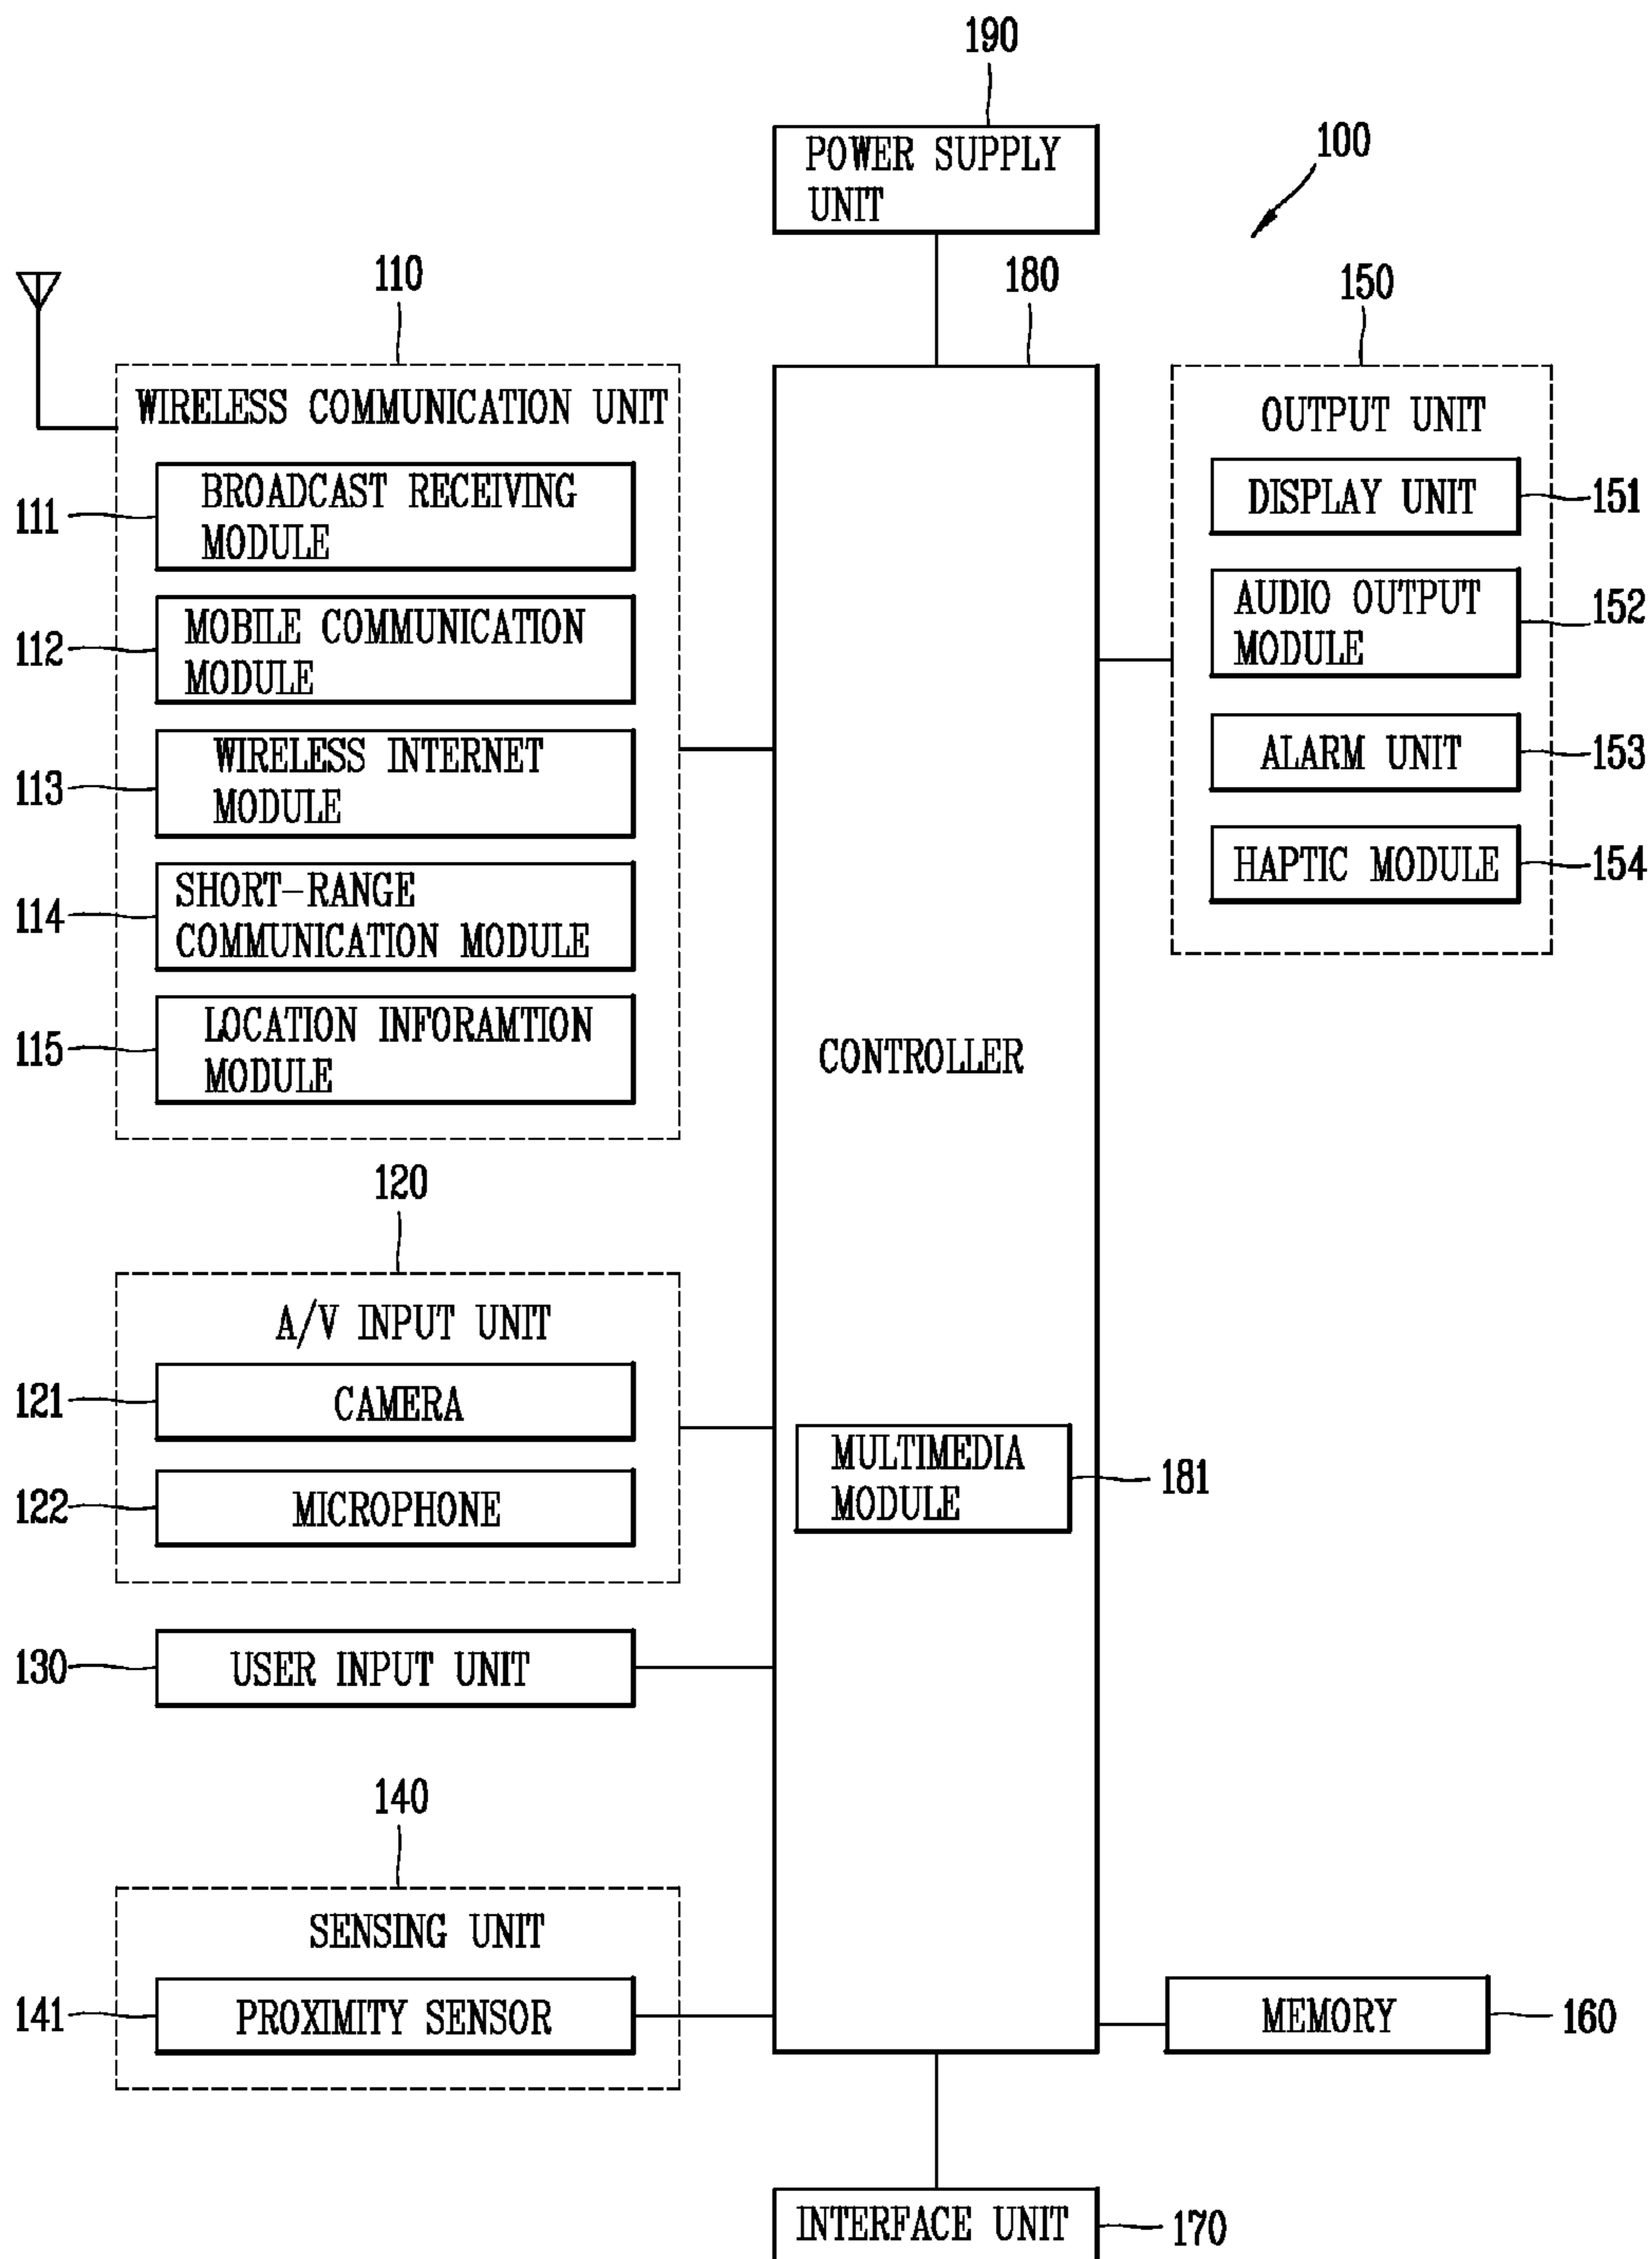 190
POWER SUPPLY
UNIT
100
110
180
150
WIRELESS COMMUNICATION UNIT
111
BROADCAST RECEIVING
MODULE
112
MOBILE COMMUNICATION
MODULE
113
WIRELESS INTERNET
MODULE
114
SHORT-RANGE
COMMUNICATION MODULE
115
LOCATION INFORAMTION
MODULE
OUTPUT UNIT
DISPLAY UNIT
151
AUDIO OUTPUT
MODULE
152
ALARM UNIT
153
HAPTIC MODULE
154
CONTROLLER
120
A/V INPUT UNIT
121
CAMERA
122
MICROPHONE
MULTIMEDIA
MODULE
181
130
USER INPUT UNIT
140
SENSING UNIT
141
PROXIMITY SENSOR
MEMORY
160
INTERFACE UNIT
170